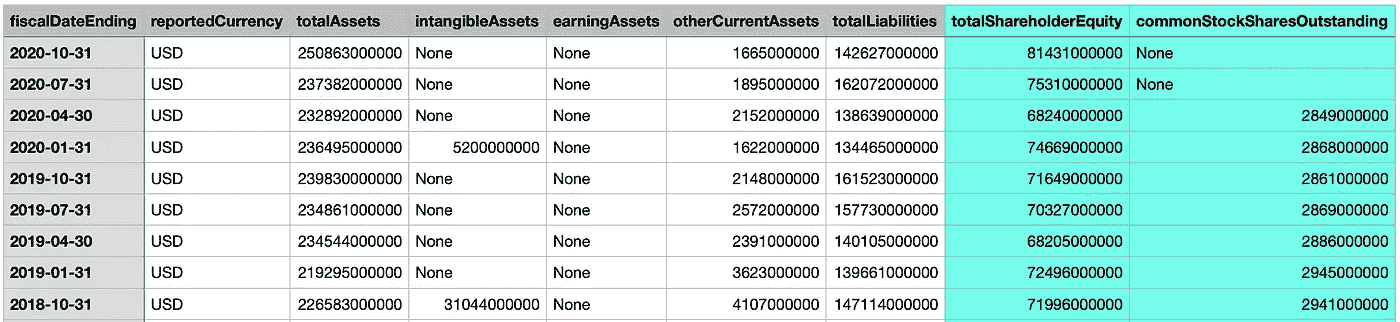 fiscalDateEnding reportedCurrency totalAssets intangibleAssets earningAssets otherCurrentAssets totalLiabilities totalShareholderEquity commonStockSharesOutstanding
2020-10-31 USD 250863000000 None None 1665000000 142627000000 81431000000 None
2020-07-31 USD 237382000000 None None 1895000000 162072000000 75310000000 None
2020-04-30 USD 232892000000 None None 2152000000 138639000000 68240000000 2849000000
2020-01-31 USD 236495000000 5200000000 None 1622000000 134465000000 74669000000 2868000000
2019-10-31 USD 239830000000 None None 2148000000 161523000000 71649000000 2861000000
2019-07-31 USD 234861000000 None None 2572000000 157730000000 70327000000 2869000000
2019-04-30 USD 234544000000 None None 2391000000 140105000000 68205000000 2886000000
2019-01-31 USD 219295000000 None None 3623000000 139661000000 72496000000 2945000000
2018-10-31 USD 226583000000 31044000000 None 4107000000 147114000000 71996000000 2941000000